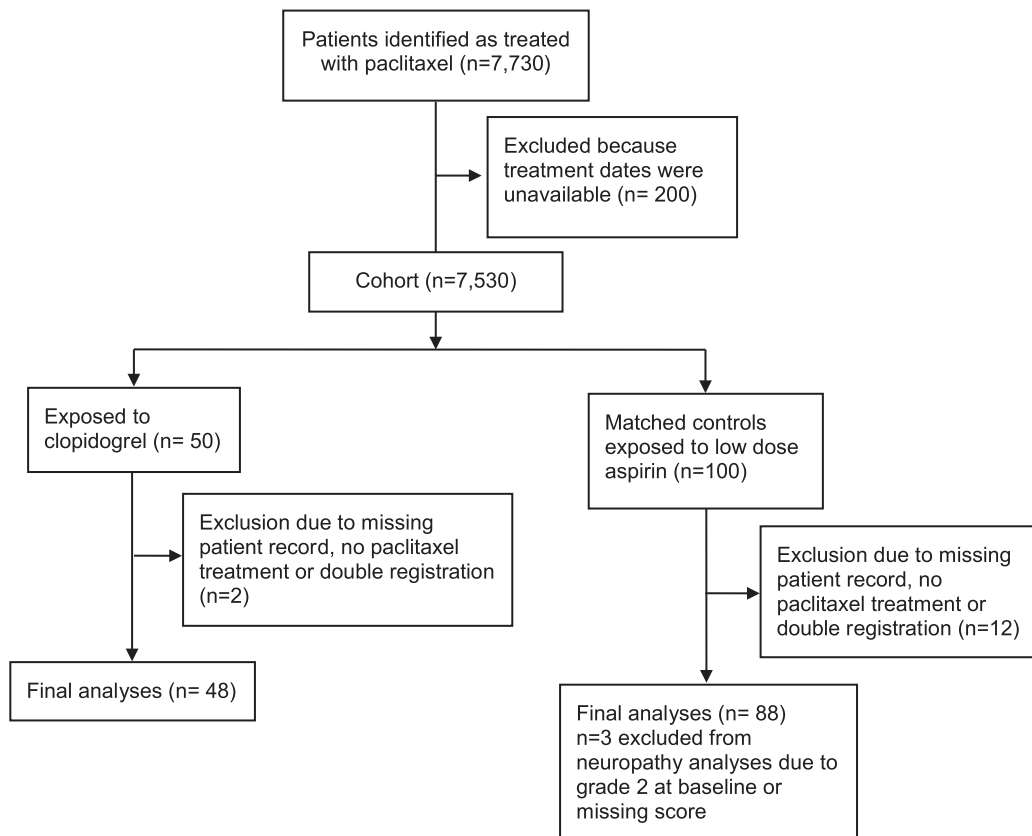 Patients identified as treated
with paclitaxel (n=7,730)
Excluded because
treatment dates were
unavailable (n= 200)
Cohort (n=7,530)
Exposed to
clopidogrel (n= 50)
Matched controls
exposed to low dose
aspirin (n=100)
Exclusion due to missing
patient record, no paclitaxel
treatment or double registration
(n=2)
Exclusion due to missing
patient record, no
paclitaxel treatment or
double registration (n=12)
Final analyses (n= 48)
Final analyses (n= 88)
n=3 excluded from
neuropathy analyses due to
grade 2 at baseline or
missing score